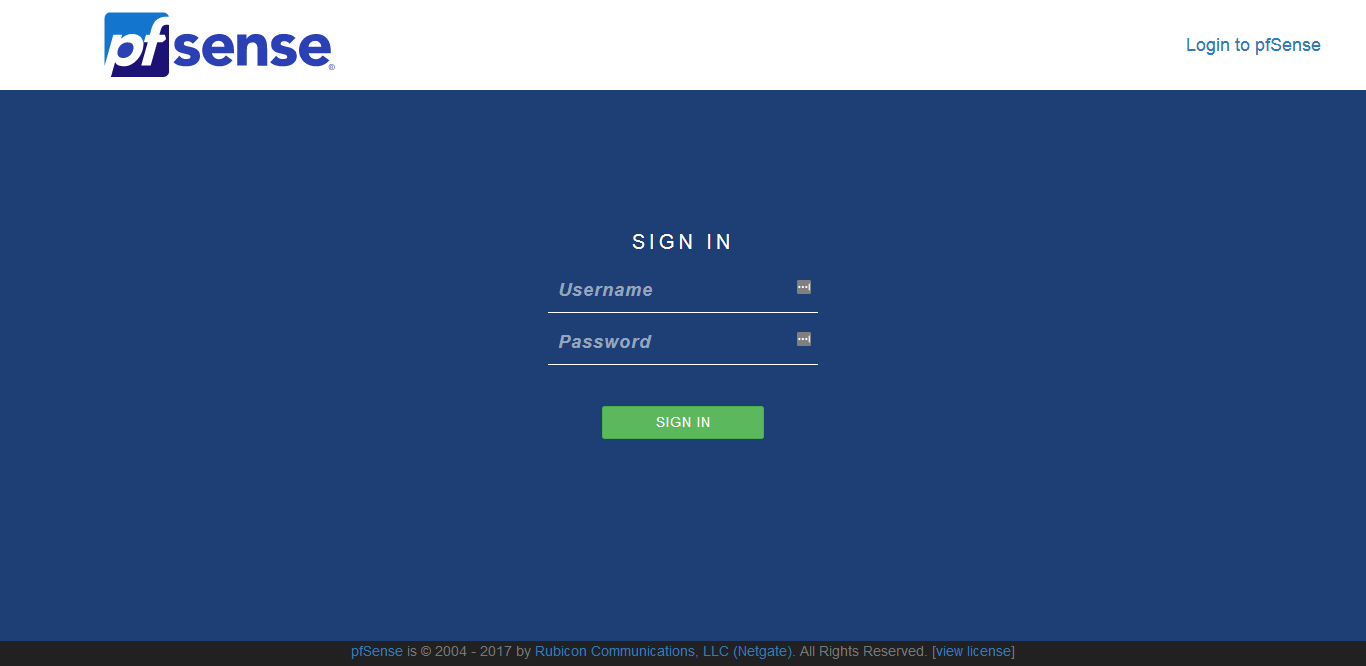 pfsense®
Login to pfSense
SIGN IN
Username
Password
SIGN IN
pfSense is © 2004 - 2017 by Rubicon Communications, LLC (Netgate). All Rights Reserved. [view license]